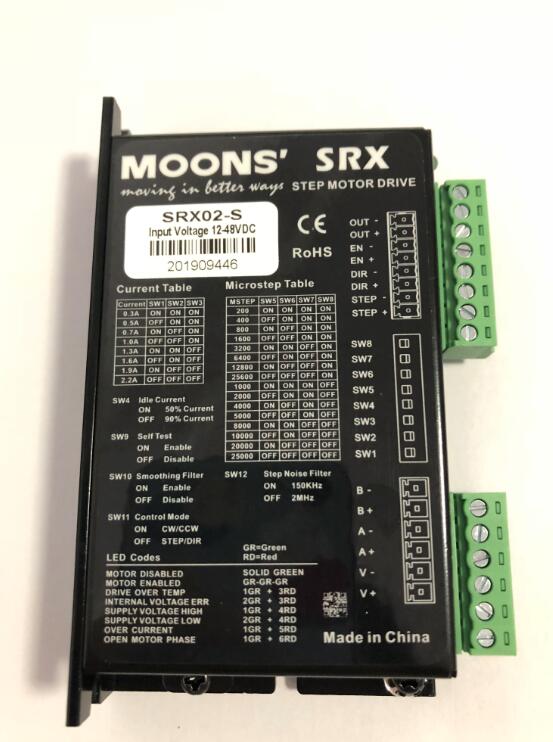 MOONS' SRX
moving in better ways STEP MOTOR DRIVE
SRX02-S
Input Voltage 12-48VDC
201909446
CE
RoHS
OUT -
OUT +
EN -
EN +
DIR -
DIR +
STEP -
STEP +
Current Table
Current SW1 SW2 SW3
0.3A ON ON ON
0.5A OFF ON ON
0.7A ON OFF ON
1.0A OFF OFF ON
1.3A ON ON OFF
1.6A OFF ON OFF
1.9A ON OFF OFF
2.2A OFF OFF OFF
Microstep Table
MSTEP SW5 SW6 SW7 SW8
200 ON ON ON ON
400 OFF ON ON ON
800 ON OFF ON ON
1600 OFF OFF ON ON
3200 ON ON OFF ON
6400 OFF ON OFF ON
12800 ON OFF OFF ON
25600 OFF OFF OFF ON
1000 ON ON ON OFF
2000 OFF ON ON OFF
4000 ON OFF ON OFF
5000 OFF OFF ON OFF
8000 ON ON OFF OFF
10000 OFF ON OFF OFF
20000 ON OFF OFF OFF
25000 OFF OFF OFF OFF
SW8
SW7
SW6
SW5
SW4
SW3
SW2
SW1
SW4 Idle Current
ON 50% Current
OFF 90% Current
SW9 Self Test
ON Enable
OFF Disable
SW10 Smoothing Filter
ON Enable
OFF Disable
SW12 Step Noise Filter
ON 150KHz
OFF 2MHz
SW11 Control Mode
ON CW/CCW
OFF STEP/DIR
B -
B +
A -
A +
V -
V +
GR=Green
LED Codes RD=Red
MOTOR DISABLED SOLID GREEN
MOTOR ENABLED GR-GR-GR
DRIVE OVER TEMP 1GR + 3RD
INTERNAL VOLTAGE ERR 2GR + 3RD
SUPPLY VOLTAGE HIGH 1GR + 4RD
SUPPLY VOLTAGE LOW 2GR + 4RD
OVER CURRENT 1GR + 5RD
OPEN MOTOR PHASE 1GR + 6RD
Made in China